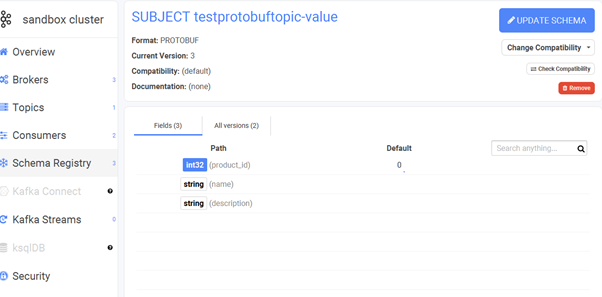 sandbox cluster
Overview
Brokers 3
Topics 1
Consumers 2
Schema Registry 3
Kafka Connect
Kafka Streams 0
ksqlDB
Security
SUBJECT testprotobuftopic-value
UPDATE SCHEMA
Format: PROTOBUF
Current Version: 3
Compatibility: (default)
Documentation: (none)
Change Compatibility
Check Compatibility
Remove
Fields (3) All versions (2)
Path Default Search anything...
int32 (product_id) 0
string (name)
string (description)